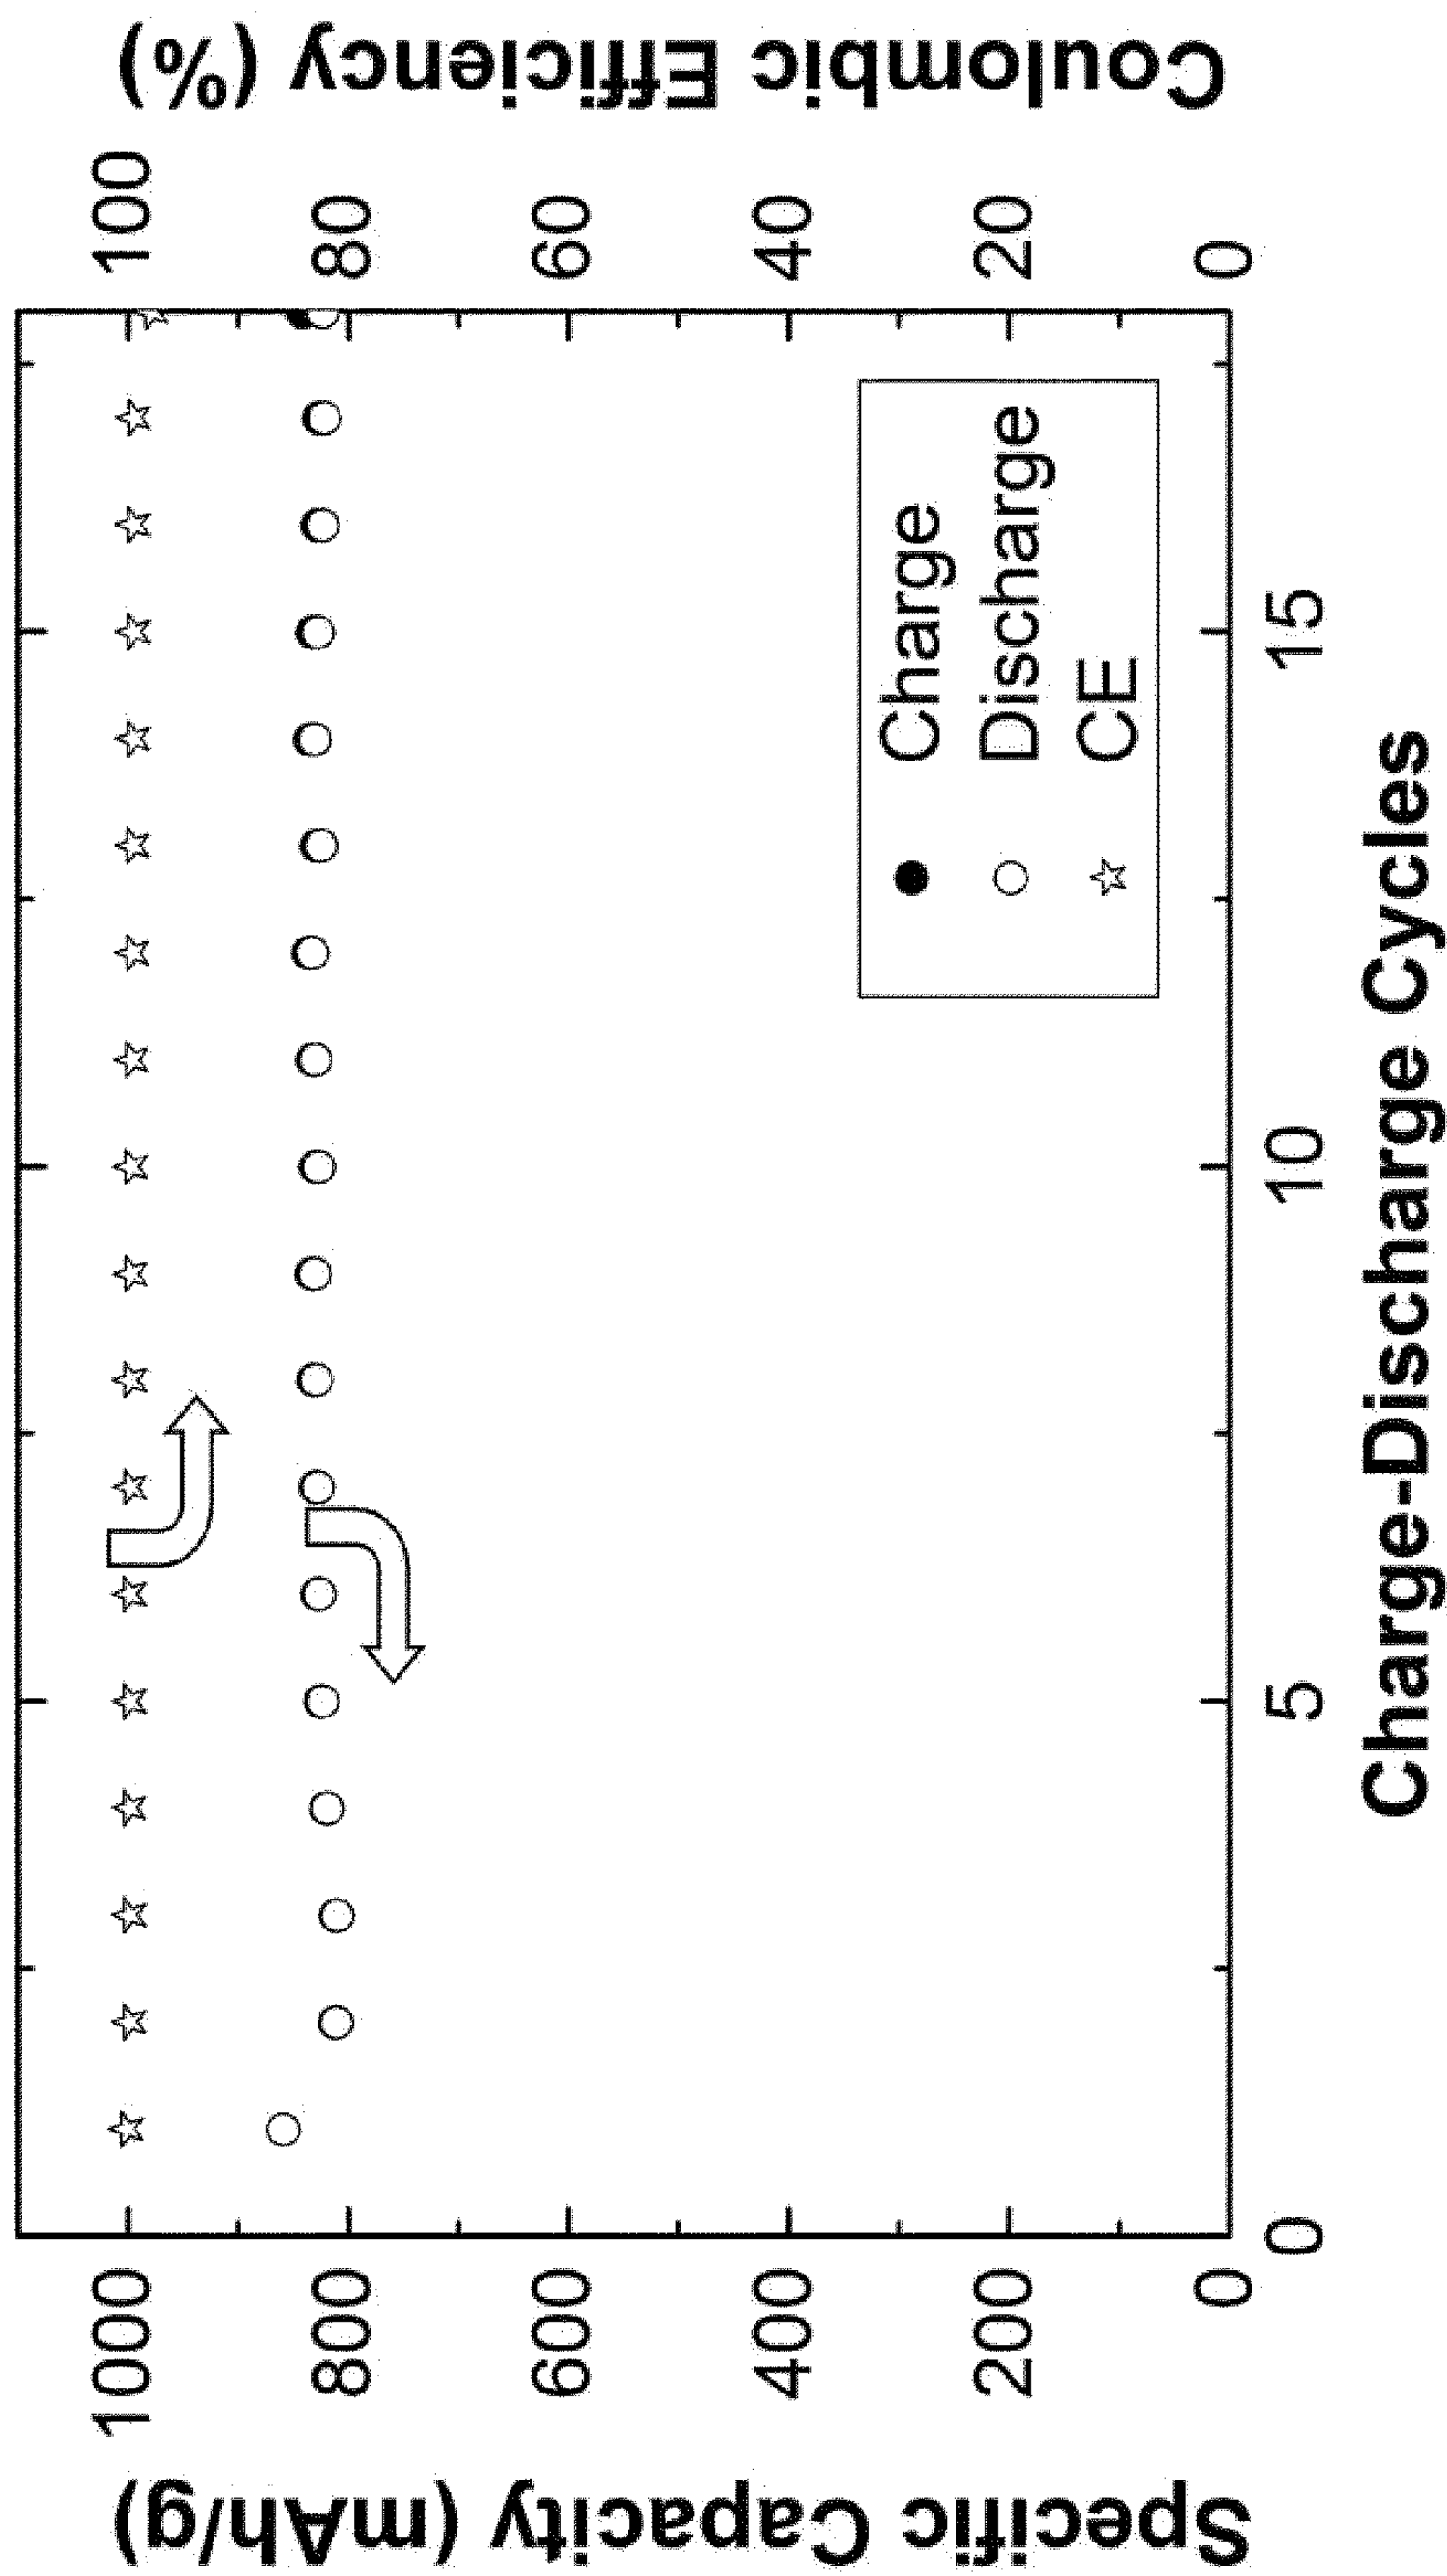 Specific Capacity (mAh/g)
1000
800
600
400
200
0
0
5
10
15
Charge-Discharge Cycles
Charge
Discharge
CE
100
80
60
40
20
0
Coulombic Efficiency (%)